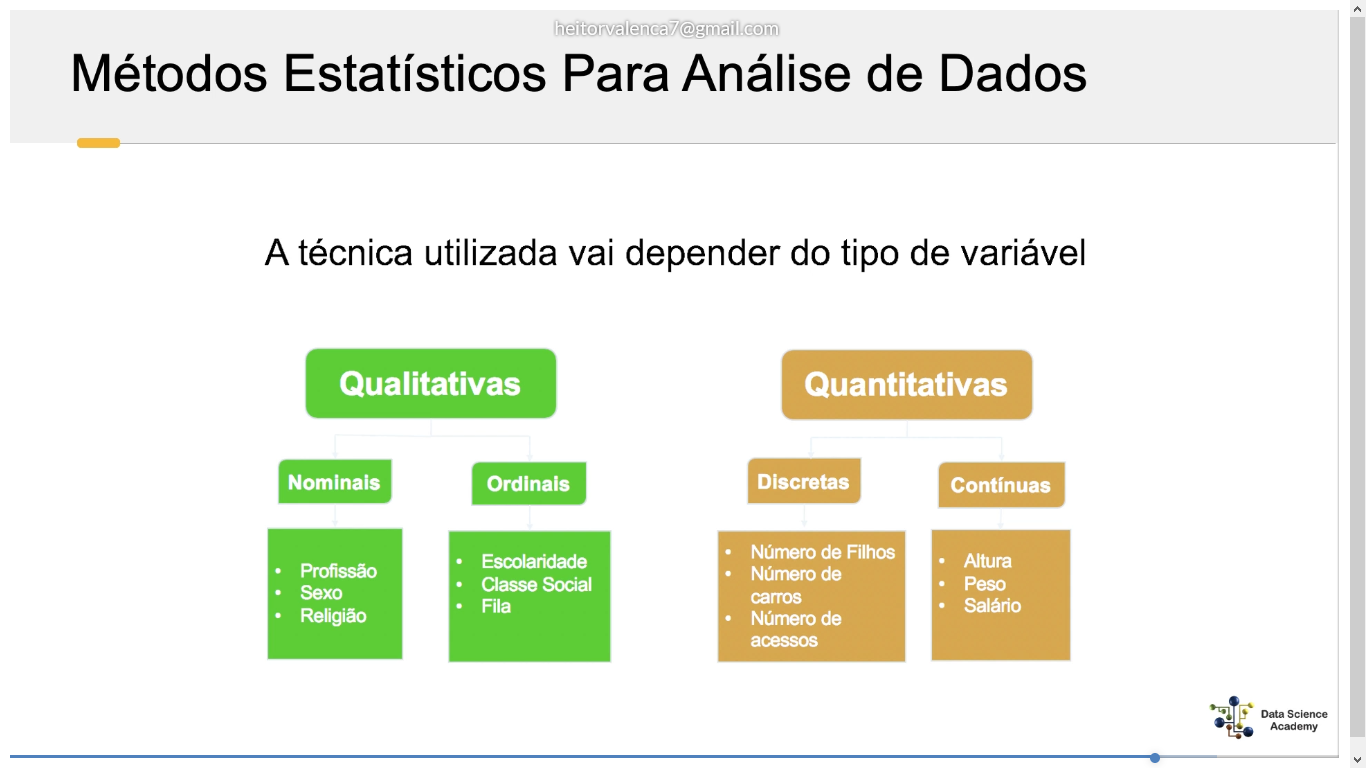 heitorvalenca7@gmail.com
Métodos Estatísticos Para Análise de Dados
A técnica utilizada vai depender do tipo de variável
Qualitativas
Nominais
• Profissão
• Sexo
• Religião
Ordinais
• Escolaridade
• Classe Social
• Fila
Quantitativas
Discretas
• Número de Filhos
• Número de
carros
• Número de
acessos
Contínuas
• Altura
• Peso
• Salário
Data Science
Academy